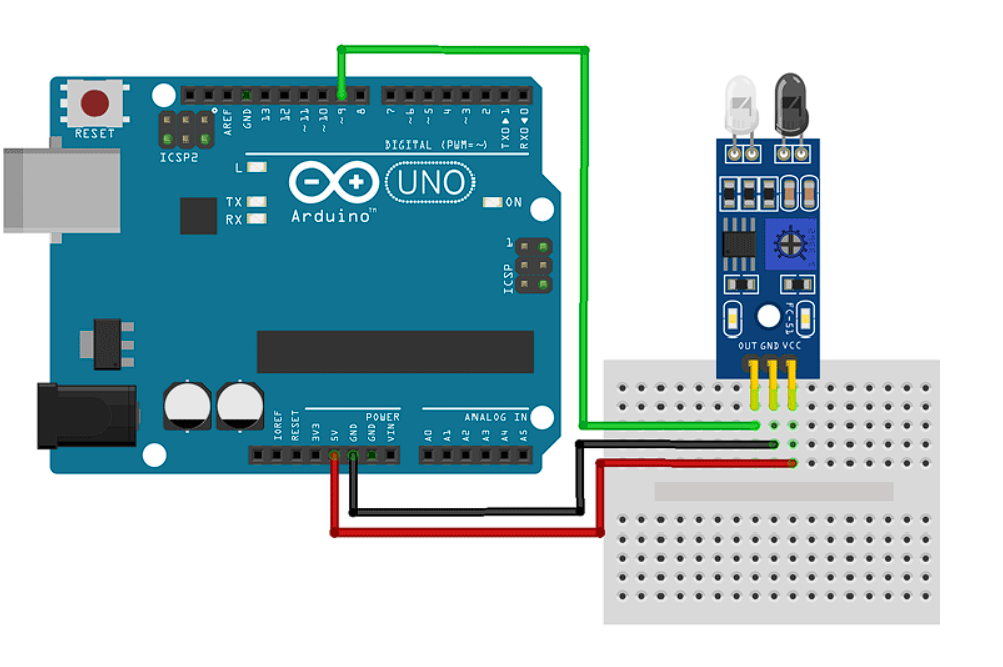 RESET
ICSP2
AREF
GND
13
12
~11
~10
~9
8
7
~6
~5
4
~3
2
TX0▶1
RX0◀0
DIGITAL (PWM=~)
L
TX
RX
UNO
Arduino™
ON
1
ICSP
IOREF
RESET
3V3
5V
GND
GND
VIN
POWER
ANALOG IN
A0
A1
A2
A3
A4
A5
FC-51
OUT GND VCC